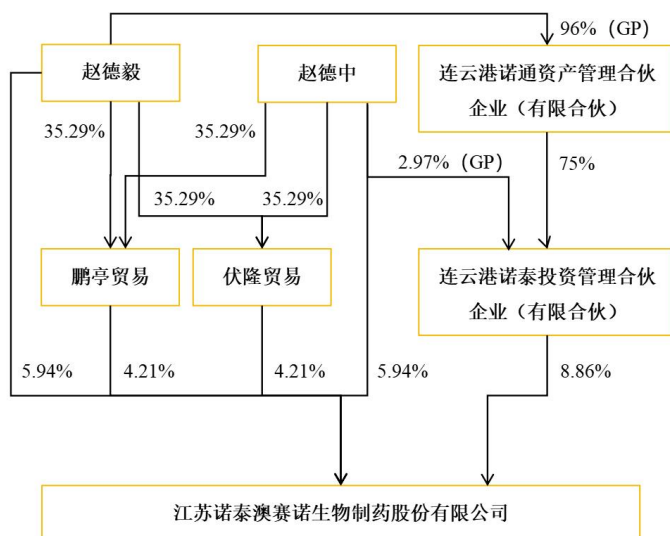 96%（GP）
赵德毅
赵德中
连云港诺通资产管理合伙
企业（有限合伙）
35.29%
35.29%
2.97%（GP）
75%
35.29%
35.29%
鹏亭贸易
伏隆贸易
连云港诺泰投资管理合伙
企业（有限合伙）
5.94%
4.21%
4.21%
5.94%
8.86%
江苏诺泰澳赛诺生物制药股份有限公司